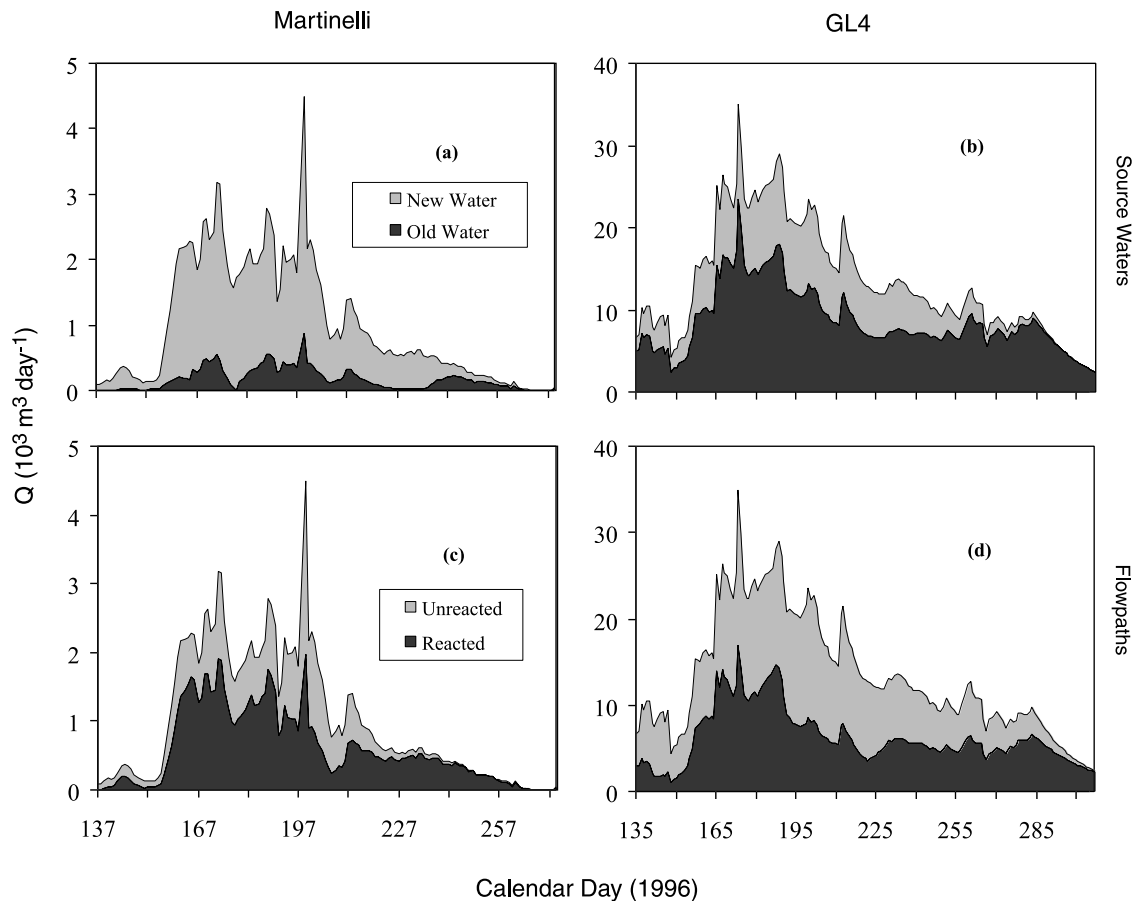 Martinelli
GL4
5
4
3
2
1
0
(a)
New Water
Old Water
40
30
20
10
0
(b)
Source Waters
Q (10³ m³ day-1)
5
4
3
2
1
0
(c)
Unreacted
Reacted
137
167
197
227
257
40
30
20
10
0
(d)
Flowpaths
135
165
195
225
255
285
Calendar Day (1996)